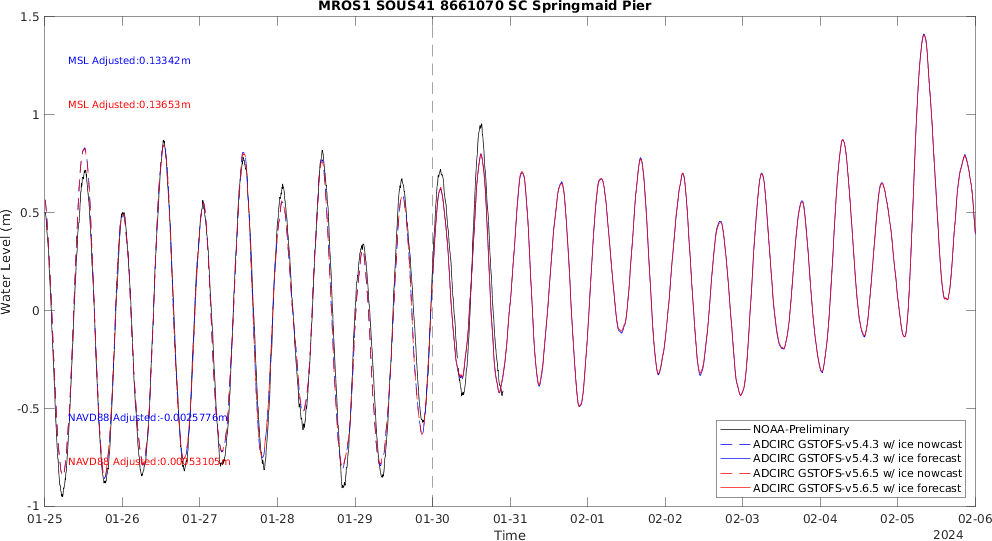 MROS1 SOUS41 8661070 SC Springmaid Pier
1.5
1
0.5
0
-0.5
-1
Water Level (m)
MSL Adjusted:0.13342m
MSL Adjusted:0.13653m
NAVD88 Adjusted:-0.0025776m
NAVD88 Adjusted:0.00053105m
NOAA-Preliminary
ADCIRC GSTOFS-v5.4.3 w/ ice nowcast
ADCIRC GSTOFS-v5.4.3 w/ ice forecast
ADCIRC GSTOFS-v5.6.5 w/ ice nowcast
ADCIRC GSTOFS-v5.6.5 w/ ice forecast
01-25 01-26 01-27 01-28 01-29 01-30 01-31 02-01 02-02 02-03 02-04 02-05 02-06
Time
2024